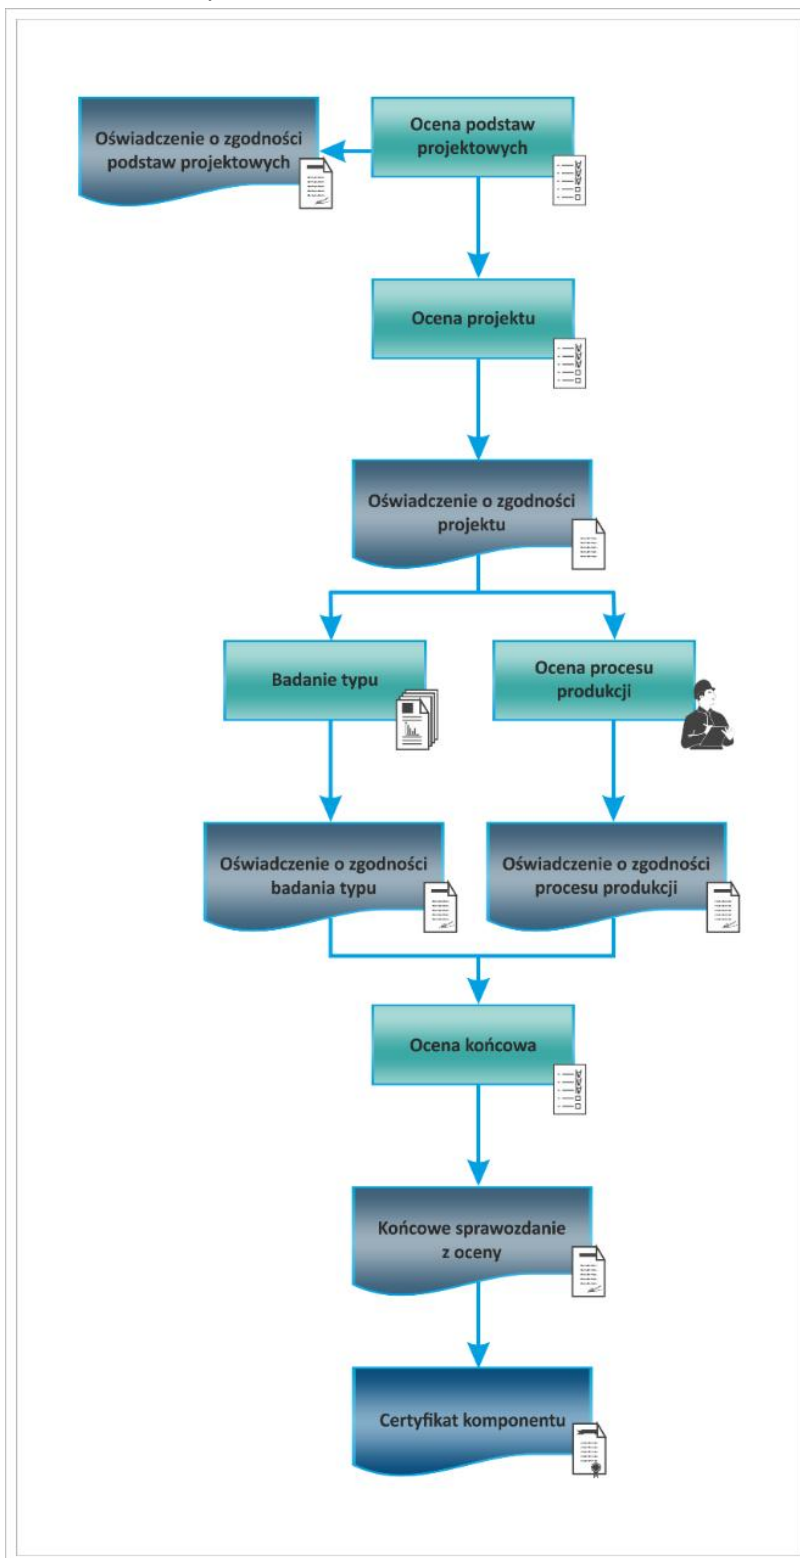 Oświadczenie o zgodności
podstaw projektowych
Ocena podstaw
projektowych
Ocena projektu
Oświadczenie o zgodności
projektu
Badanie typu
Ocena procesu
produkcji
Oświadczenie o zgodności
badania typu
Oświadczenie o zgodności
procesu produkcji
Ocena końcowa
Końcowe sprawozdanie
z oceny
Certyfikat komponentu